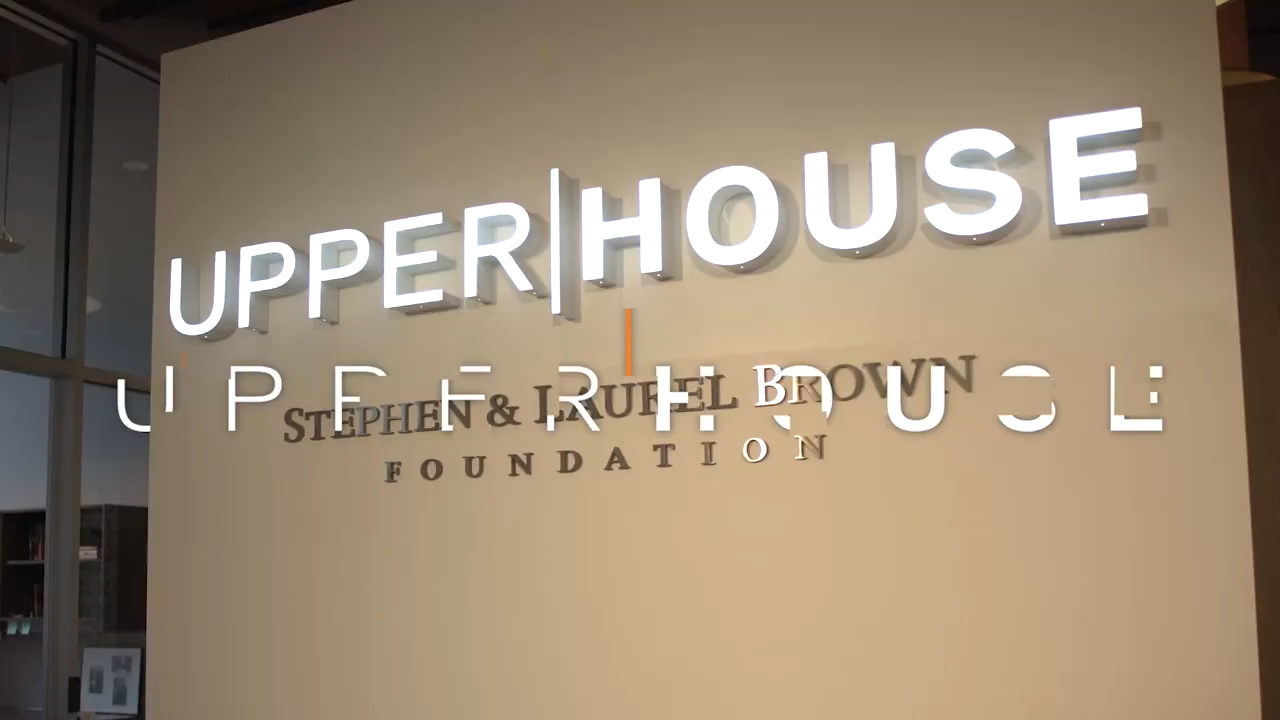 UPPER|HOUSE
UPPERHOUSE
STEPHEN & LAUREL BROWN
FOUNDATION